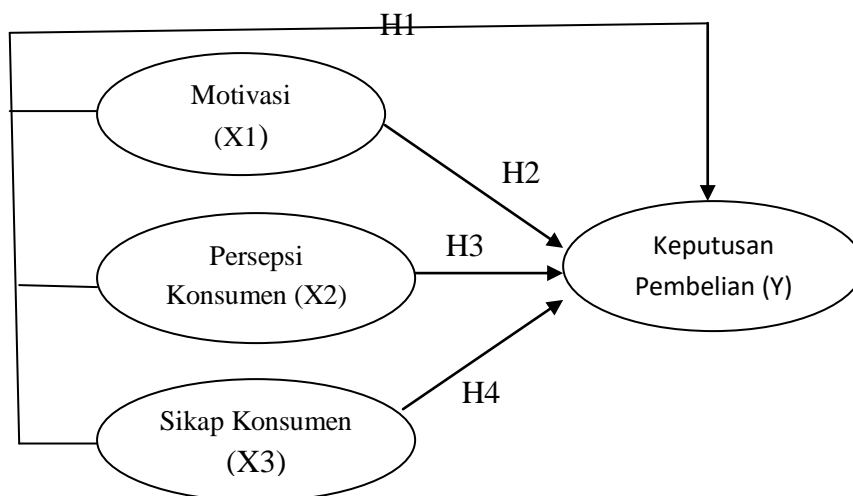 H1
Motivasi
(X1)
H2
Persepsi
Konsumen (X2)
H3
Keputusan
Pembelian (Y)
Sikap Konsumen
(X3)
H4